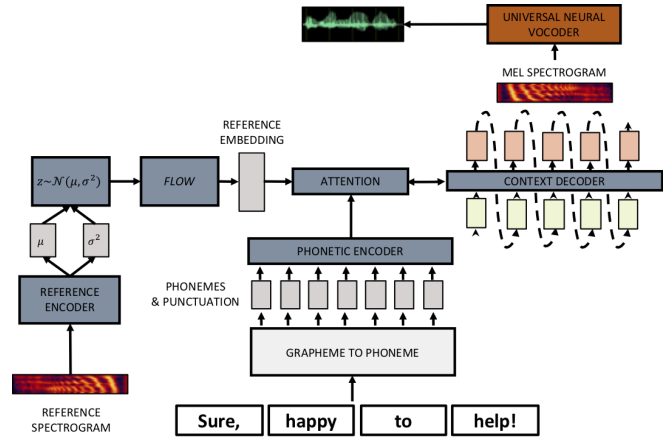 UNIVERSAL NEURAL
VOCODER
MEL SPECTROGRAM
REFERENCE
EMBEDDING
z~𝒩(μ, σ²)
FLOW
ATTENTION
CONTEXT DECODER
μ
σ²
PHONETIC ENCODER
REFERENCE
ENCODER
PHONEMES
& PUNCTUATION
GRAPHEME TO PHONEME
REFERENCE
SPECTROGRAM
Sure, happy to help!